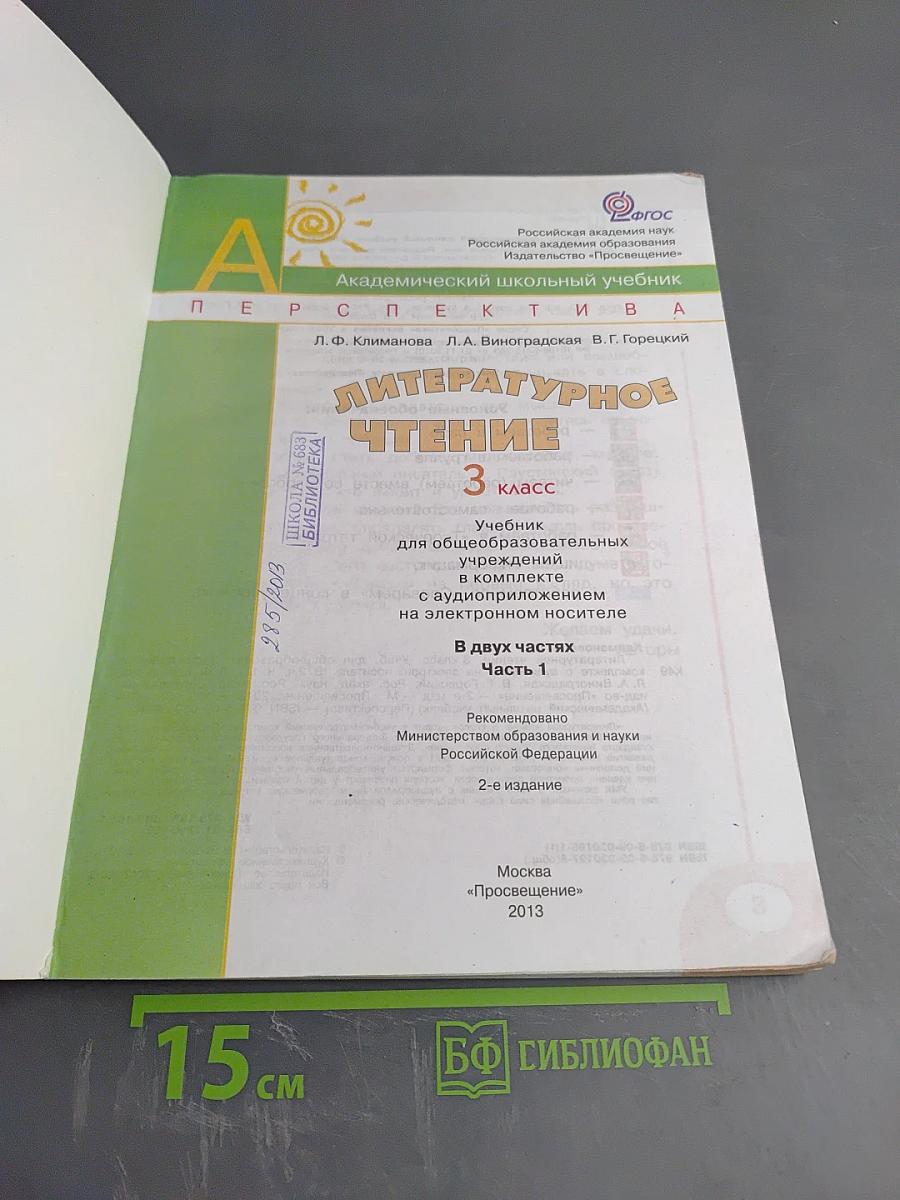 ФГОС
Российская академия наук
Российская академия образования
Издательство «Просвещение»
А
Академический школьный учебник
ПЕРСПЕКТИВА
Л. Ф. Климанова Л. А. Виноградская В. Г. Горецкий
ЛИТЕРАТУРНОЕ
ЧТЕНИЕ
3 класс
ШКОЛА № 683
БИБЛИОТЕКА
285/2013
Учебник
для общеобразовательных
учреждений
в комплекте
с аудиоприложением
на электронном носителе
В двух частях
Часть 1
Рекомендовано
Министерством образования и науки
Российской Федерации
2-е издание
Москва
«Просвещение»
2013
15 см
БФ
БИБЛИОФАН